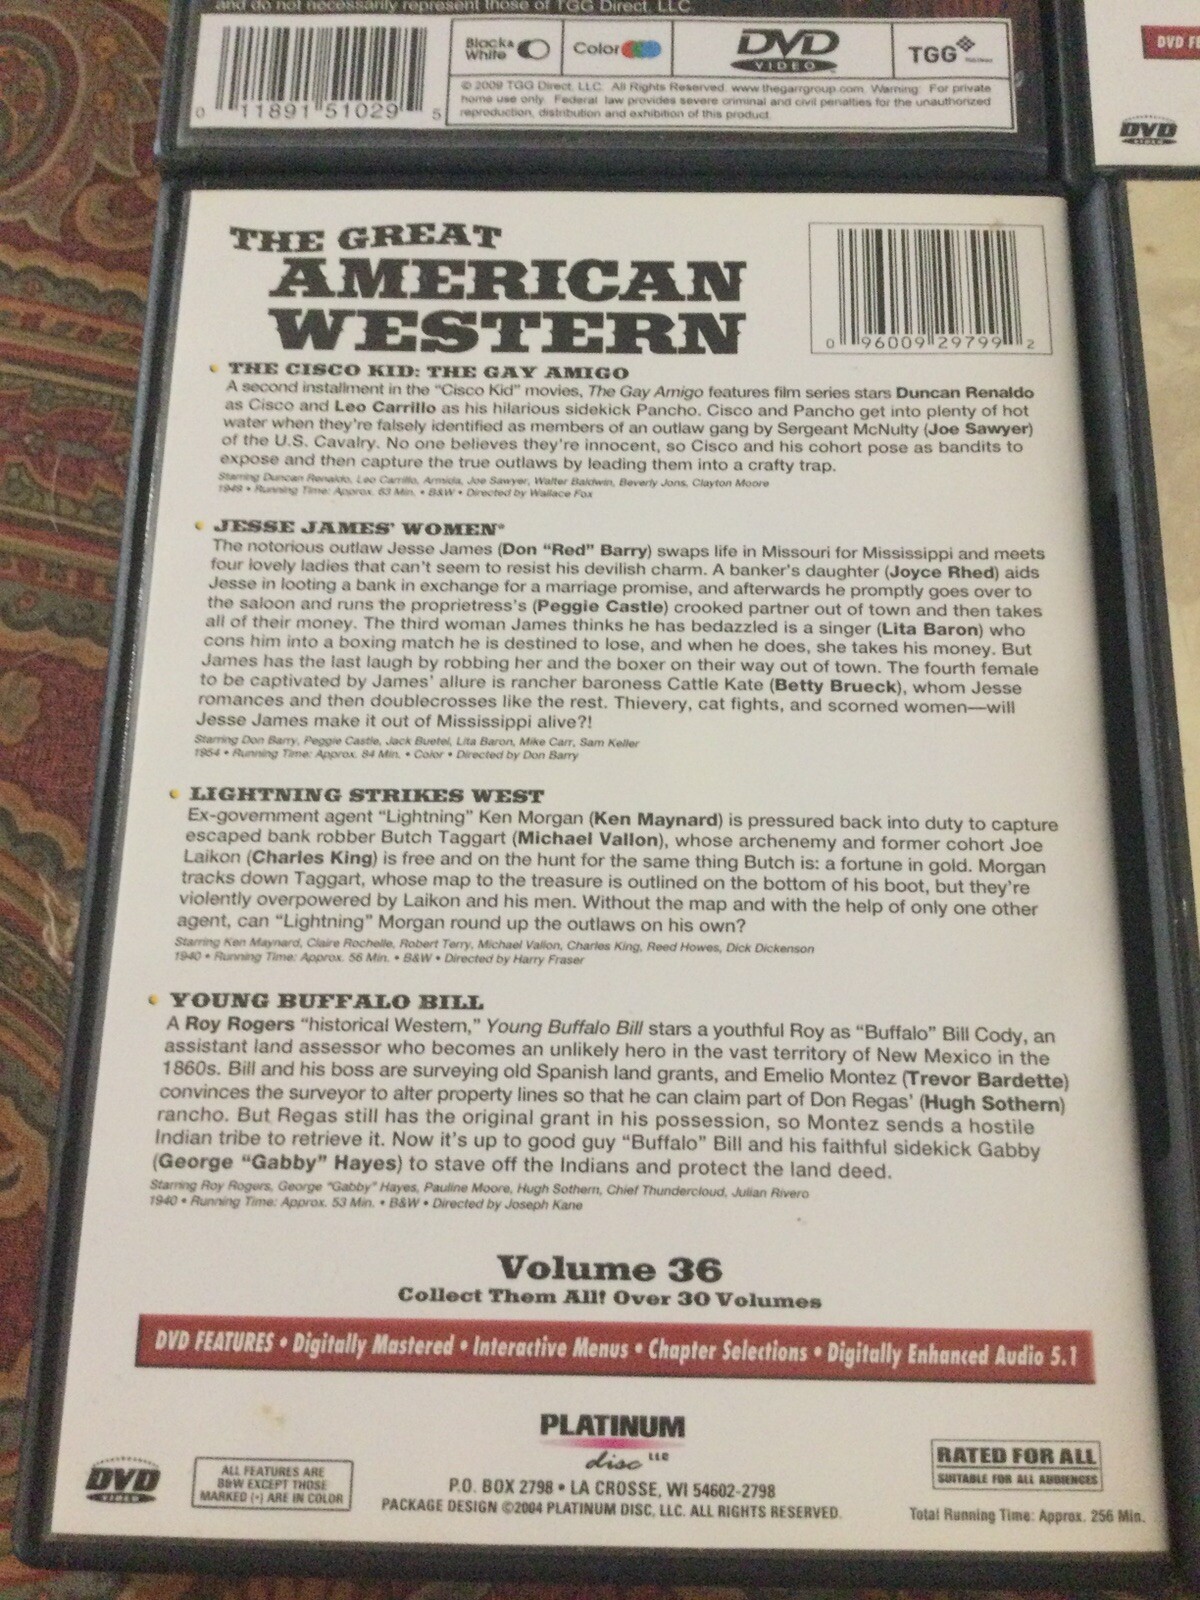 and do not necessarily represent those of TGG Direct, LLC
Black & White
Color
DVD
VIDEO
TGG
0 11891 51029 5
© 2009 TGG Direct, LLC. All Rights Reserved. www.thegarrgroup.com. Warning: For private
home use only. Federal law provides severe criminal and civil penalties for the unauthorized
reproduction, distribution and exhibition of this product.
DVD FE
DVD
VIDEO
THE GREAT
AMERICAN
WESTERN
0 96009 29799 2
• THE CISCO KID: THE GAY AMIGO
A second installment in the "Cisco Kid" movies, The Gay Amigo features film series stars Duncan Renaldo
as Cisco and Leo Carrillo as his hilarious sidekick Pancho. Cisco and Pancho get into plenty of hot
water when they're falsely identified as members of an outlaw gang by Sergeant McNulty (Joe Sawyer)
of the U.S. Cavalry. No one believes they're innocent, so Cisco and his cohort pose as bandits to
expose and then capture the true outlaws by leading them into a crafty trap.
Starring Duncan Renaldo, Leo Carrillo, Armida, Joe Sawyer, Walter Baldwin, Beverly Jons, Clayton Moore
1949 • Running Time: Approx. 63 Min. • B&W • Directed by Wallace Fox
• JESSE JAMES' WOMEN*
The notorious outlaw Jesse James (Don "Red" Barry) swaps life in Missouri for Mississippi and meets
four lovely ladies that can't seem to resist his devilish charm. A banker's daughter (Joyce Rhed) aids
Jesse in looting a bank in exchange for a marriage promise, and afterwards he promptly goes over to
the saloon and runs the proprietress's (Peggie Castle) crooked partner out of town and then takes
all of their money. The third woman James thinks he has bedazzled is a singer (Lita Baron) who
cons him into a boxing match he is destined to lose, and when he does, she takes his money. But
James has the last laugh by robbing her and the boxer on their way out of town. The fourth female
to be captivated by James' allure is rancher baroness Cattle Kate (Betty Brueck), whom Jesse
romances and then doublecrosses like the rest. Thievery, cat fights, and scorned women—will
Jesse James make it out of Mississippi alive?!
Starring Don Barry, Peggie Castle, Jack Buetel, Lita Baron, Mike Carr, Sam Keller
1954 • Running Time: Approx. 84 Min. • Color • Directed by Don Barry
• LIGHTNING STRIKES WEST
Ex-government agent "Lightning" Ken Morgan (Ken Maynard) is pressured back into duty to capture
escaped bank robber Butch Taggart (Michael Vallon), whose archenemy and former cohort Joe
Laikon (Charles King) is free and on the hunt for the same thing Butch is: a fortune in gold. Morgan
tracks down Taggart, whose map to the treasure is outlined on the bottom of his boot, but they're
violently overpowered by Laikon and his men. Without the map and with the help of only one other
agent, can "Lightning" Morgan round up the outlaws on his own?
Starring Ken Maynard, Claire Rochelle, Robert Terry, Michael Vallon, Charles King, Reed Howes, Dick Dickenson
1940 • Running Time: Approx. 56 Min. • B&W • Directed by Harry Fraser
• YOUNG BUFFALO BILL
A Roy Rogers "historical Western," Young Buffalo Bill stars a youthful Roy as "Buffalo" Bill Cody, an
assistant land assessor who becomes an unlikely hero in the vast territory of New Mexico in the
1860s. Bill and his boss are surveying old Spanish land grants, and Emelio Montez (Trevor Bardette)
convinces the surveyor to alter property lines so that he can claim part of Don Regas' (Hugh Sothern)
rancho. But Regas still has the original grant in his possession, so Montez sends a hostile
Indian tribe to retrieve it. Now it's up to good guy "Buffalo" Bill and his faithful sidekick Gabby
(George "Gabby" Hayes) to stave off the Indians and protect the land deed.
Starring Roy Rogers, George "Gabby" Hayes, Pauline Moore, Hugh Sothern, Chief Thundercloud, Julian Rivero
1940 • Running Time: Approx. 53 Min. • B&W • Directed by Joseph Kane
Volume 36
Collect Them All! Over 30 Volumes
DVD FEATURES • Digitally Mastered • Interactive Menus • Chapter Selections • Digitally Enhanced Audio 5.1
DVD
VIDEO
ALL FEATURES ARE
B&W EXCEPT THOSE
MARKED (*) ARE IN COLOR
PLATINUM
disc LLC
P.O. BOX 2798 • LA CROSSE, WI 54602-2798
PACKAGE DESIGN ©2004 PLATINUM DISC, LLC. ALL RIGHTS RESERVED.
RATED FOR ALL
SUITABLE FOR ALL AUDIENCES
Total Running Time: Approx. 256 Min.